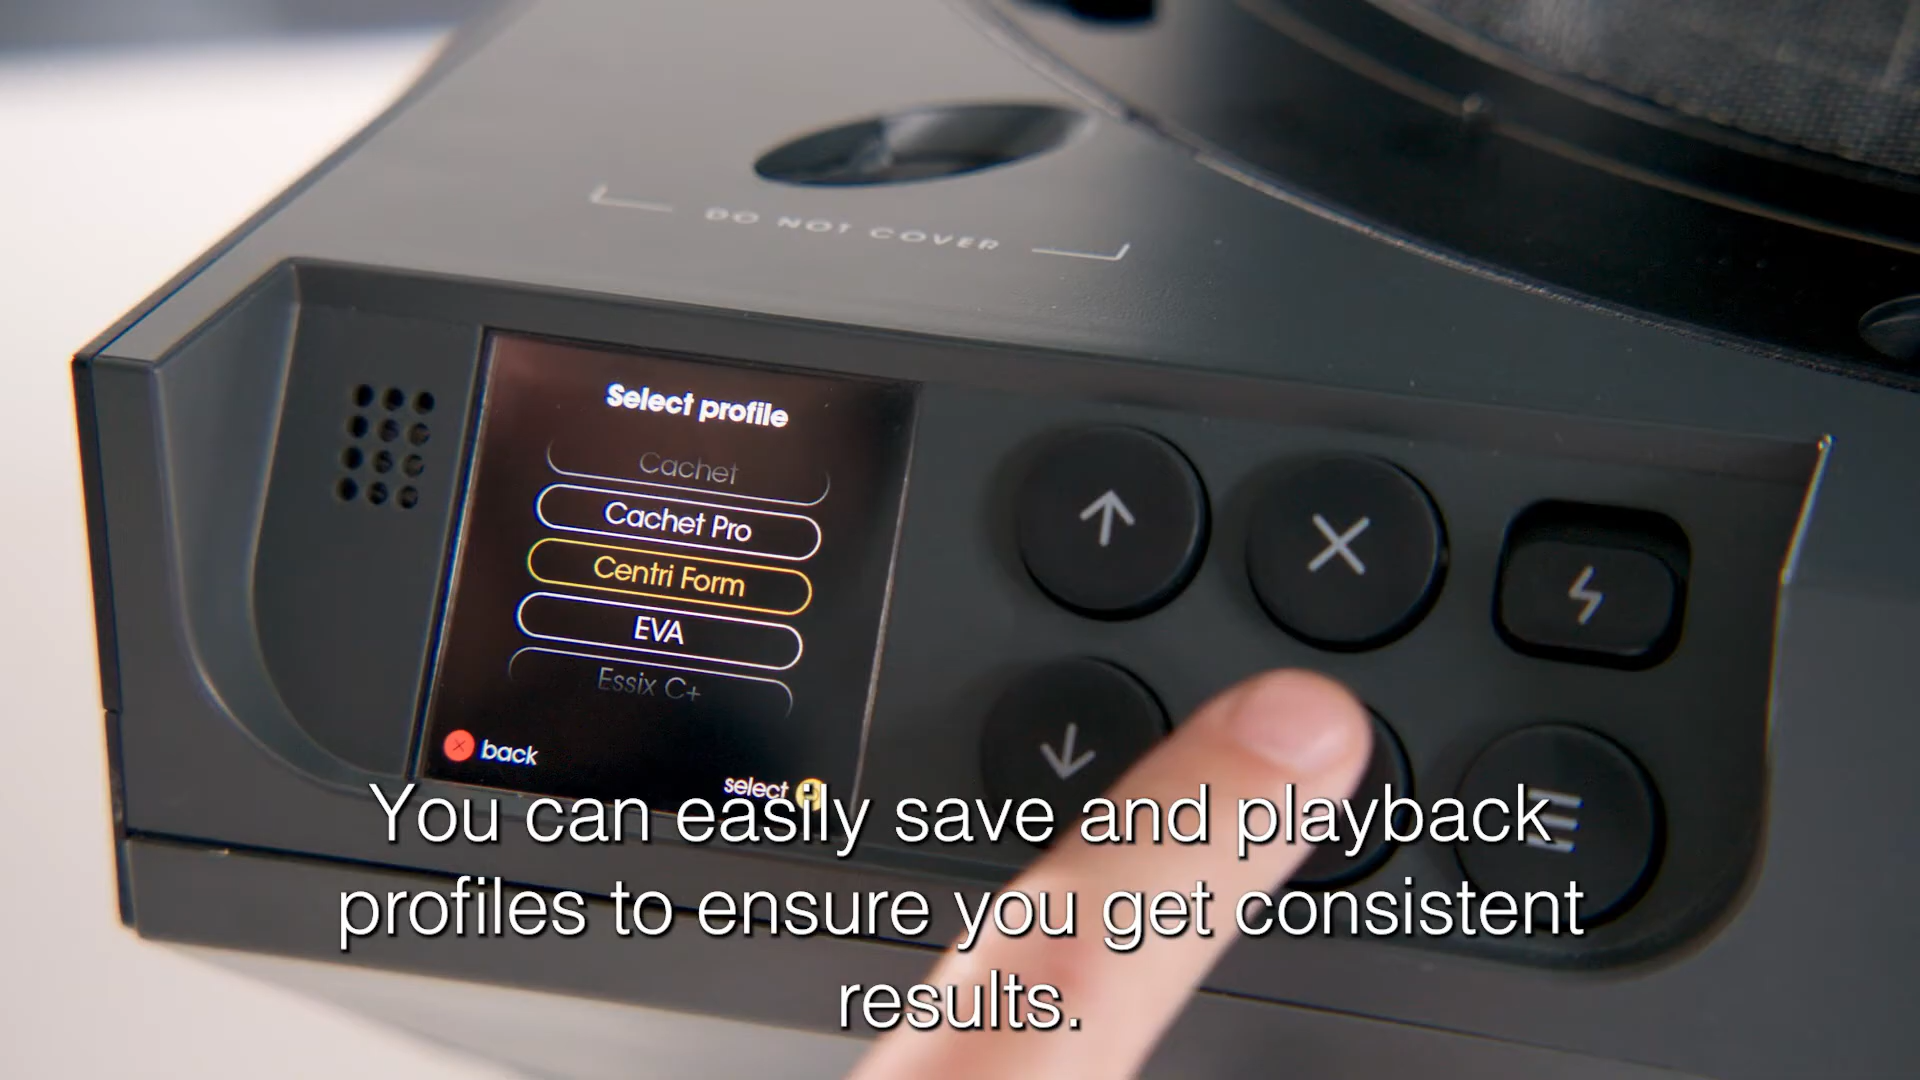 DO NOT COVER
Select profile
Cachet
Cachet Pro
Centri Form
EVA
Essix C+
back
select
You can easily save and playback
profiles to ensure you get consistent
results.